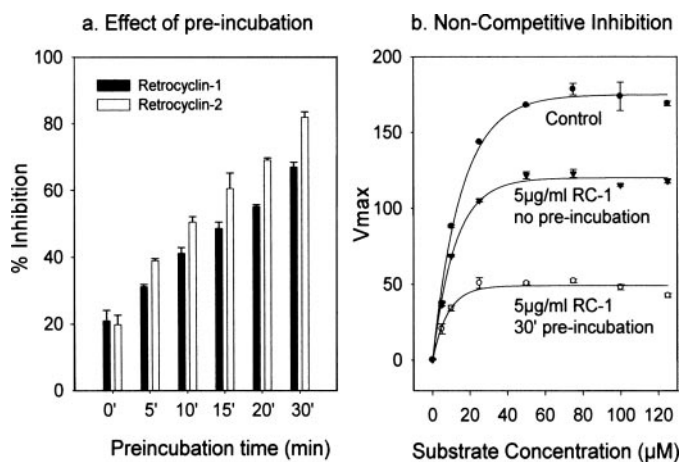 a. Effect of pre-incubation
b. Non-Competitive Inhibition
100
80
60
40
20
0
% Inhibition
Retrocyclin-1
Retrocyclin-2
0' 5' 10' 15' 20' 30'
Preincubation time (min)
200
150
100
50
0
Vmax
Control
5µg/ml RC-1
no pre-incubation
5µg/ml RC-1
30' pre-incubation
0 20 40 60 80 100 120
Substrate Concentration (µM)